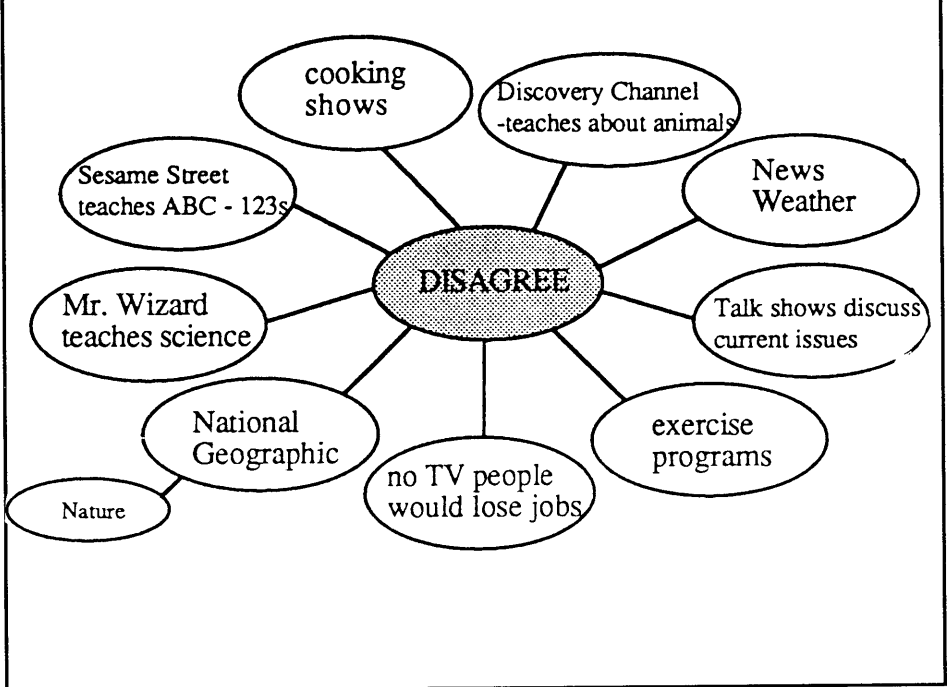 cooking
shows
Discovery Channel
-teaches about animals
Sesame Street
teaches ABC - 123s
News
Weather
DISAGREE
Mr. Wizard
teaches science
Talk shows discuss
current issues
National
Geographic
exercise
programs
no TV people
would lose jobs
Nature